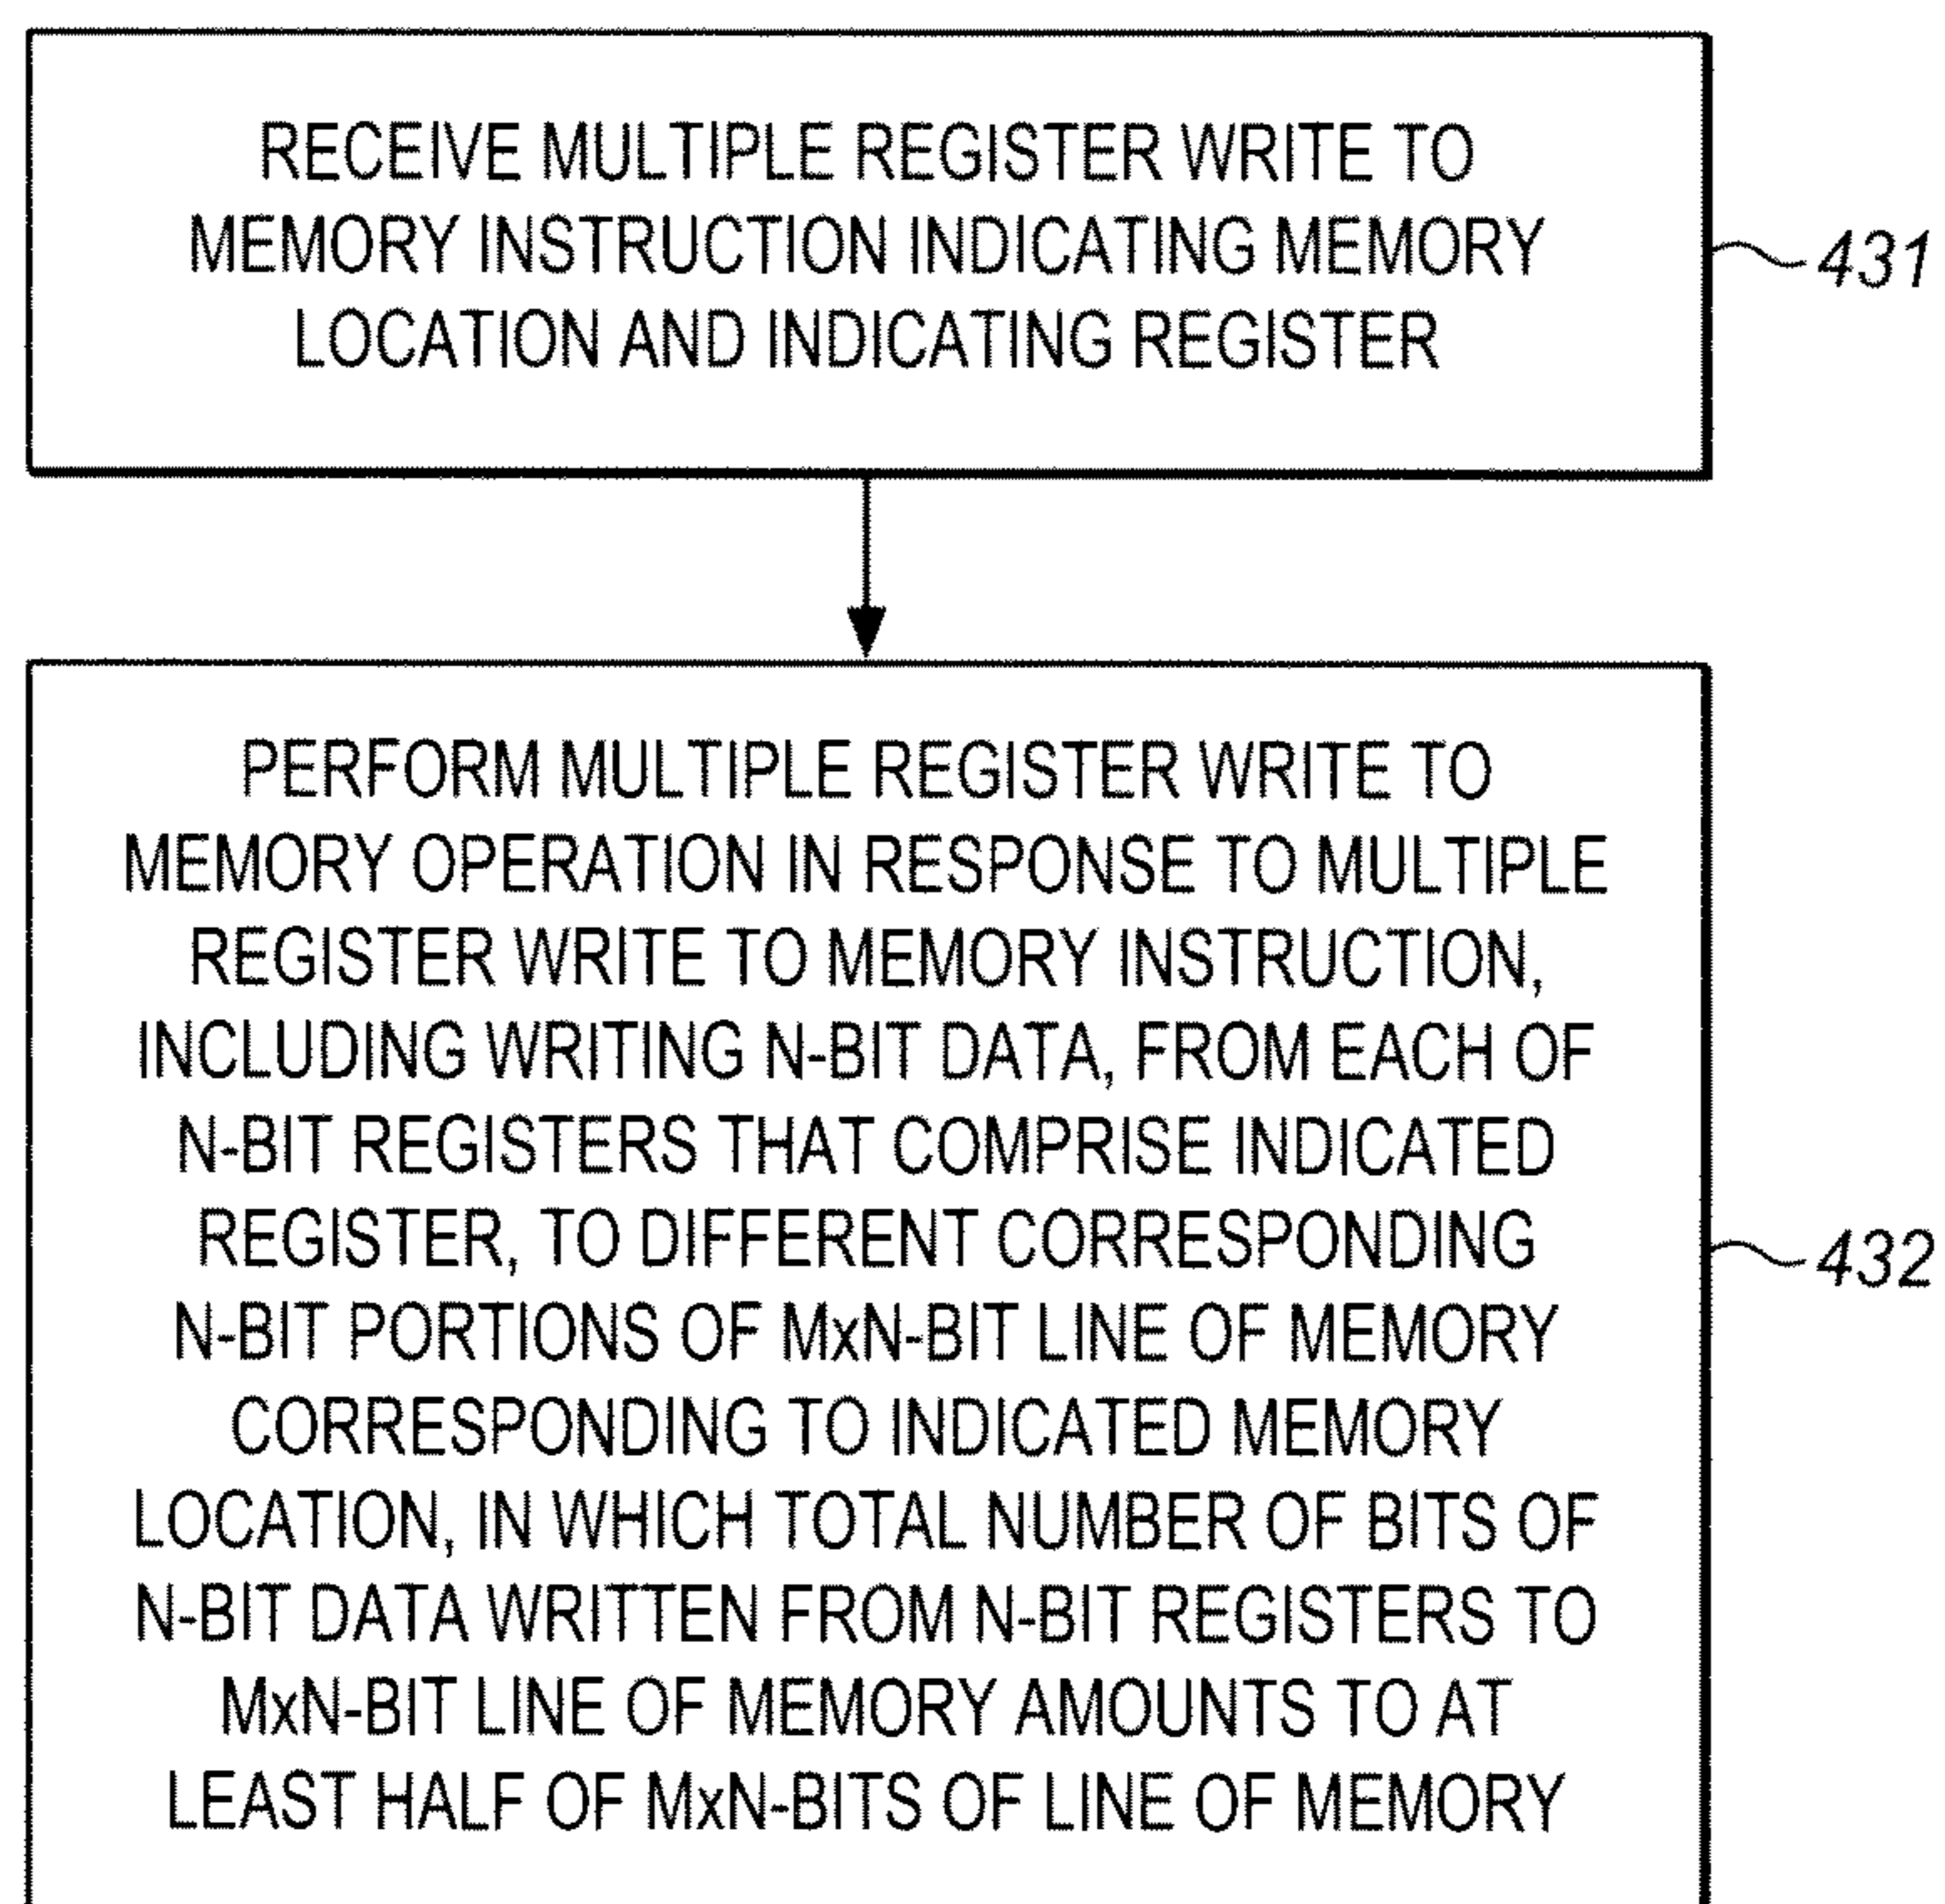 RECEIVE MULTIPLE REGISTER WRITE TO
MEMORY INSTRUCTION INDICATING MEMORY
LOCATION AND INDICATING REGISTER
431
PERFORM MULTIPLE REGISTER WRITE TO
MEMORY OPERATION IN RESPONSE TO MULTIPLE
REGISTER WRITE TO MEMORY INSTRUCTION,
INCLUDING WRITING N-BIT DATA, FROM EACH OF
N-BIT REGISTERS THAT COMPRISE INDICATED
REGISTER, TO DIFFERENT CORRESPONDING
N-BIT PORTIONS OF MxN-BIT LINE OF MEMORY
CORRESPONDING TO INDICATED MEMORY
LOCATION, IN WHICH TOTAL NUMBER OF BITS OF
N-BIT DATA WRITTEN FROM N-BIT REGISTERS TO
MxN-BIT LINE OF MEMORY AMOUNTS TO AT
LEAST HALF OF MxN-BITS OF LINE OF MEMORY
432